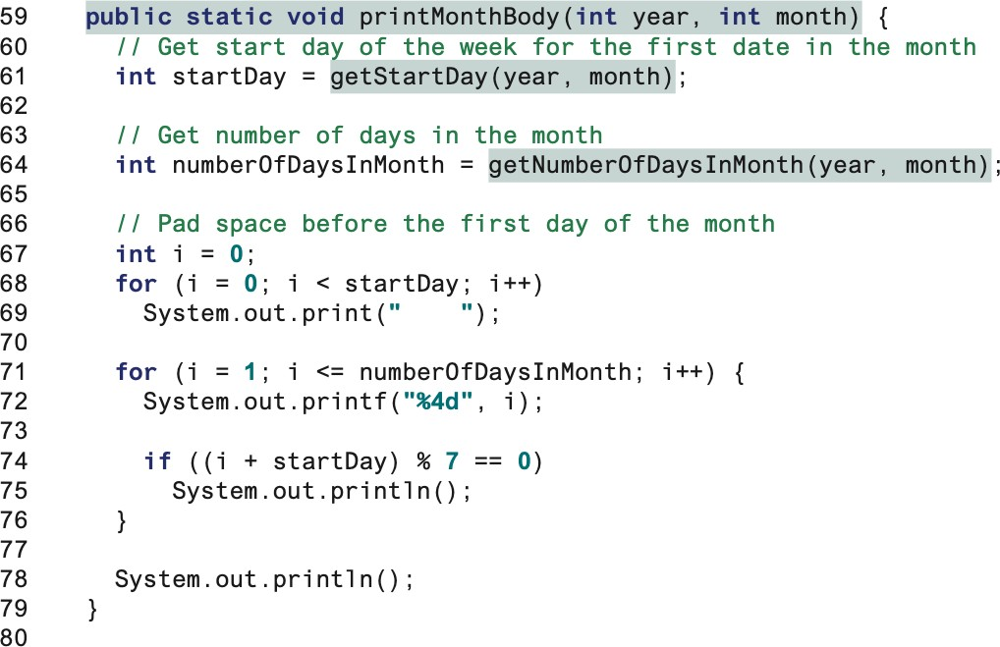 59 public static void printMonthBody(int year, int month) {
60 // Get start day of the week for the first date in the month
61 int startDay = getStartDay(year, month);
62
63 // Get number of days in the month
64 int numberOfDaysInMonth = getNumberOfDaysInMonth(year, month);
65
66 // Pad space before the first day of the month
67 int i = 0;
68 for (i = 0; i < startDay; i++)
69 System.out.print("    ");
70
71 for (i = 1; i <= numberOfDaysInMonth; i++) {
72 System.out.printf("%4d", i);
73
74 if ((i + startDay) % 7 == 0)
75 System.out.println();
76 }
77
78 System.out.println();
79 }
80